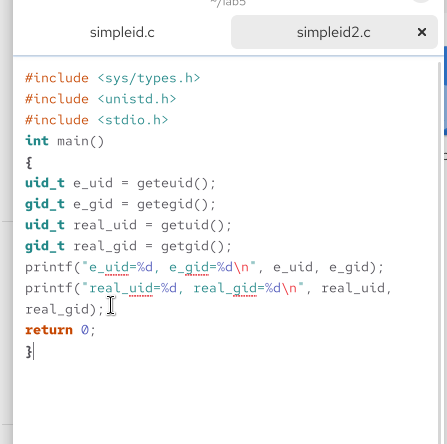 ~/lab5
simpleid.c
simpleid2.c ×
#include <sys/types.h>
#include <unistd.h>
#include <stdio.h>
int main()
{
uid_t e_uid = geteuid();
gid_t e_gid = getegid();
uid_t real_uid = getuid();
gid_t real_gid = getgid();
printf("e_uid=%d, e_gid=%d\n", e_uid, e_gid);
printf("real_uid=%d, real_gid=%d\n", real_uid,
real_gid);
return 0;
}